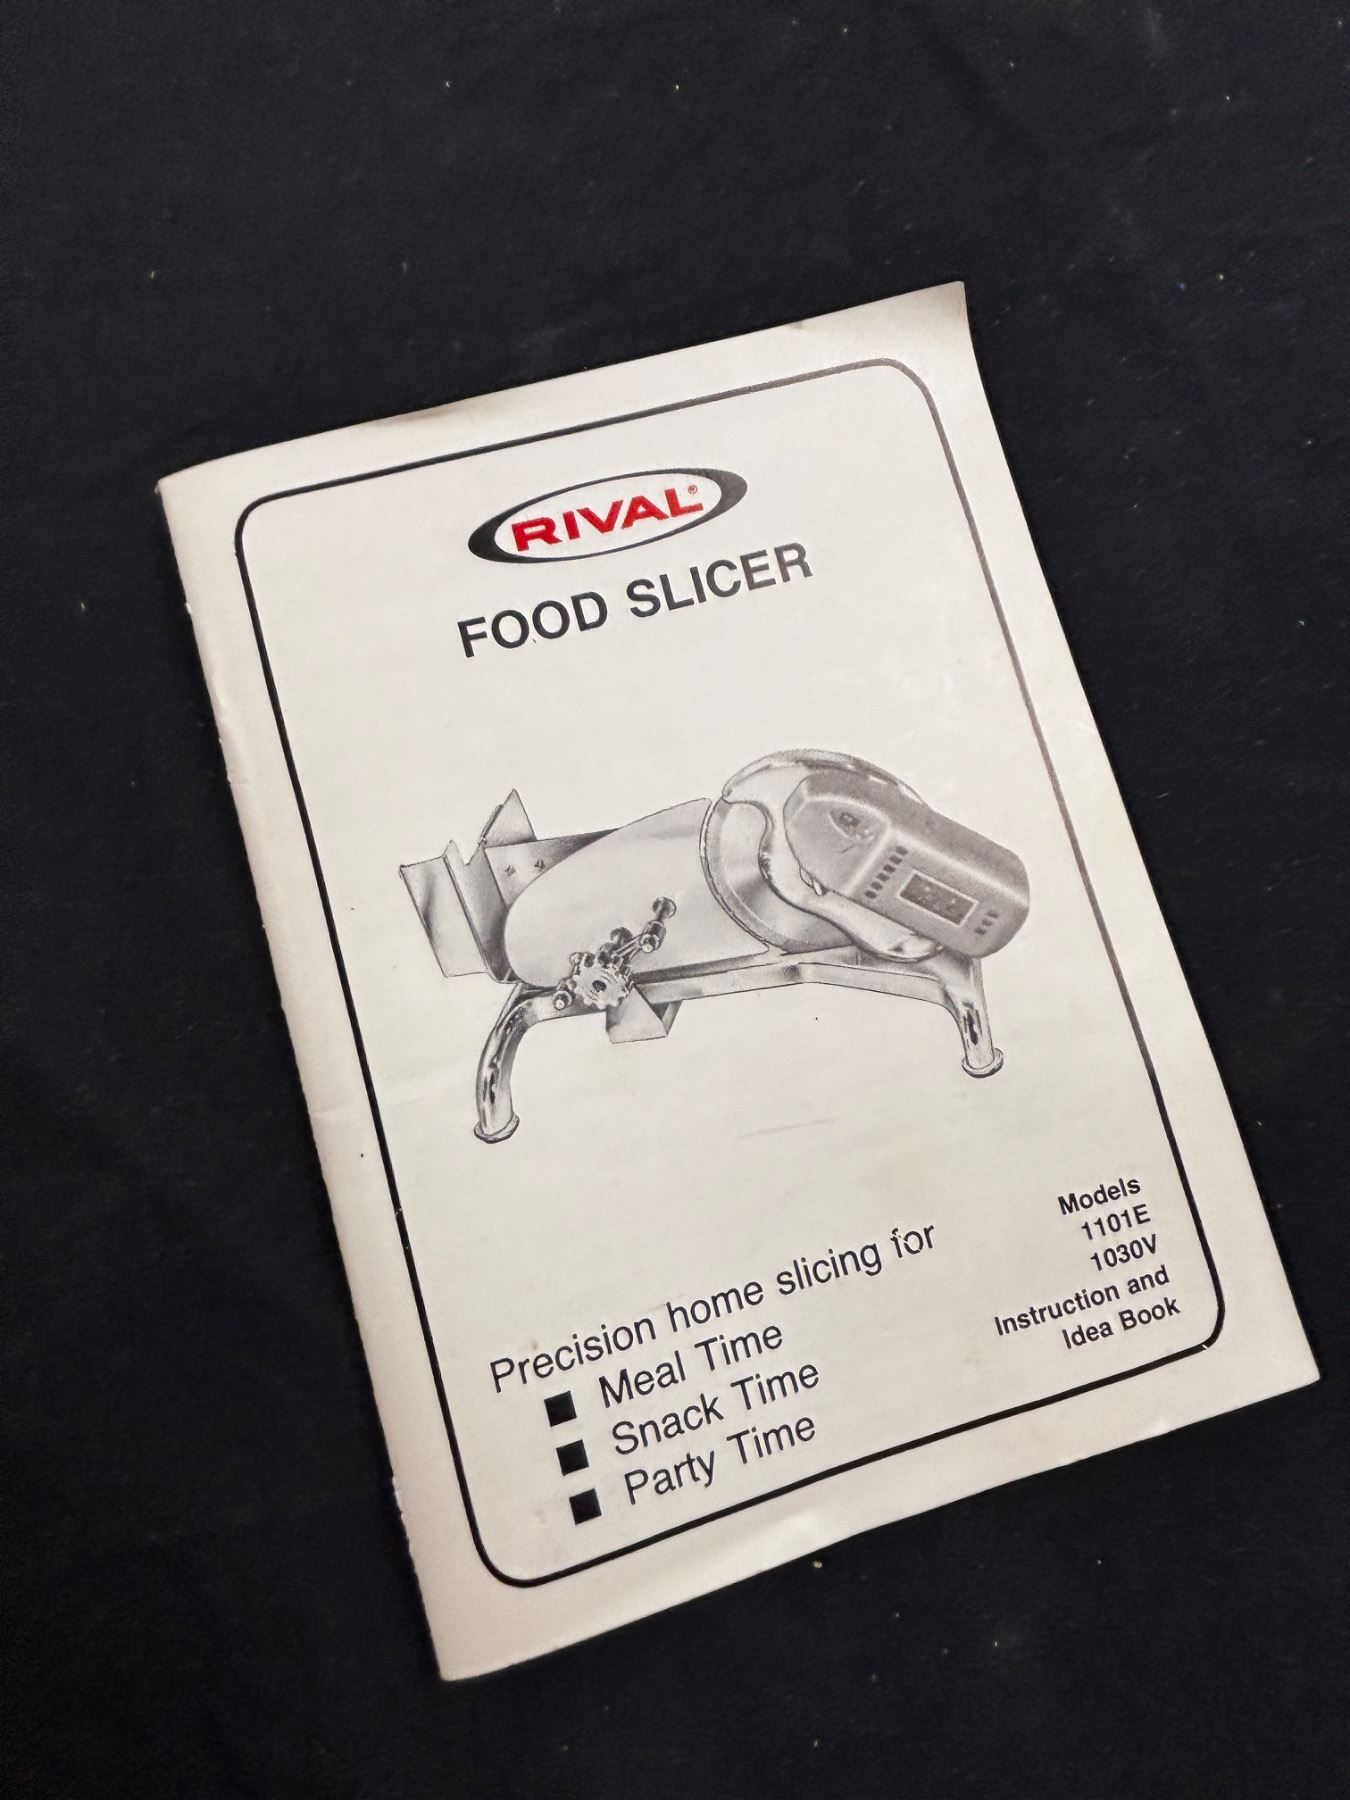 RIVAL®
FOOD SLICER
Precision home slicing for
■ Meal Time
■ Snack Time
■ Party Time
Models
1101E
1030V
Instruction and
Idea Book